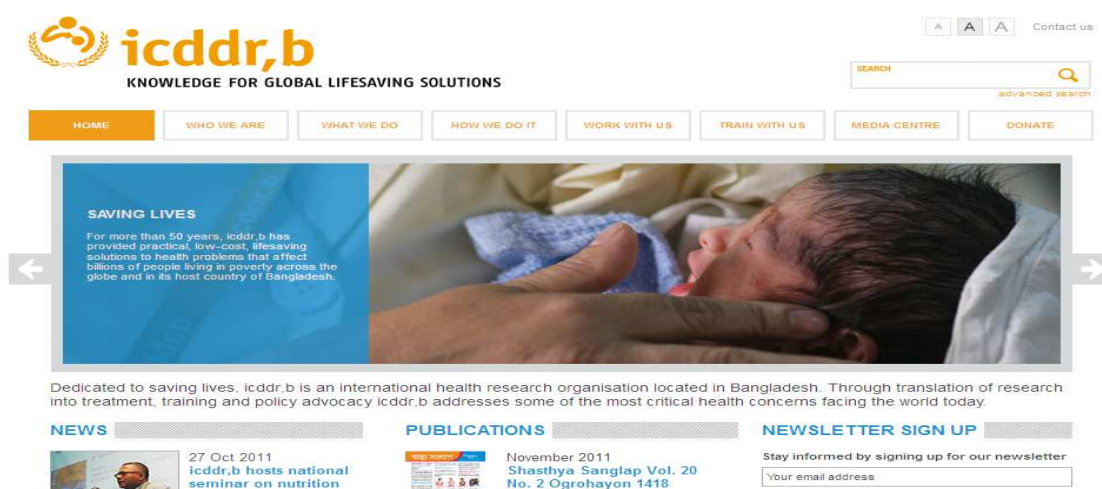 icddr,b
KNOWLEDGE FOR GLOBAL LIFESAVING SOLUTIONS
A A A Contact us
SEARCH
advanced search
HOME WHO WE ARE WHAT WE DO HOW WE DO IT WORK WITH US TRAIN WITH US MEDIA CENTRE DONATE
SAVING LIVES
For more than 50 years, icddr,b has
provided practical, low-cost, lifesaving
solutions to health problems that affect
billions of people living in poverty across the
globe and in its host country of Bangladesh.
Dedicated to saving lives, icddr,b is an international health research organisation located in Bangladesh. Through translation of research
into treatment, training and policy advocacy icddr,b addresses some of the most critical health concerns facing the world today.
NEWS
27 Oct 2011
icddr,b hosts national
seminar on nutrition
PUBLICATIONS
November 2011
Shasthya Sanglap Vol. 20
No. 2 Ogrohayon 1418
NEWSLETTER SIGN UP
Stay informed by signing up for our newsletter
Your email address